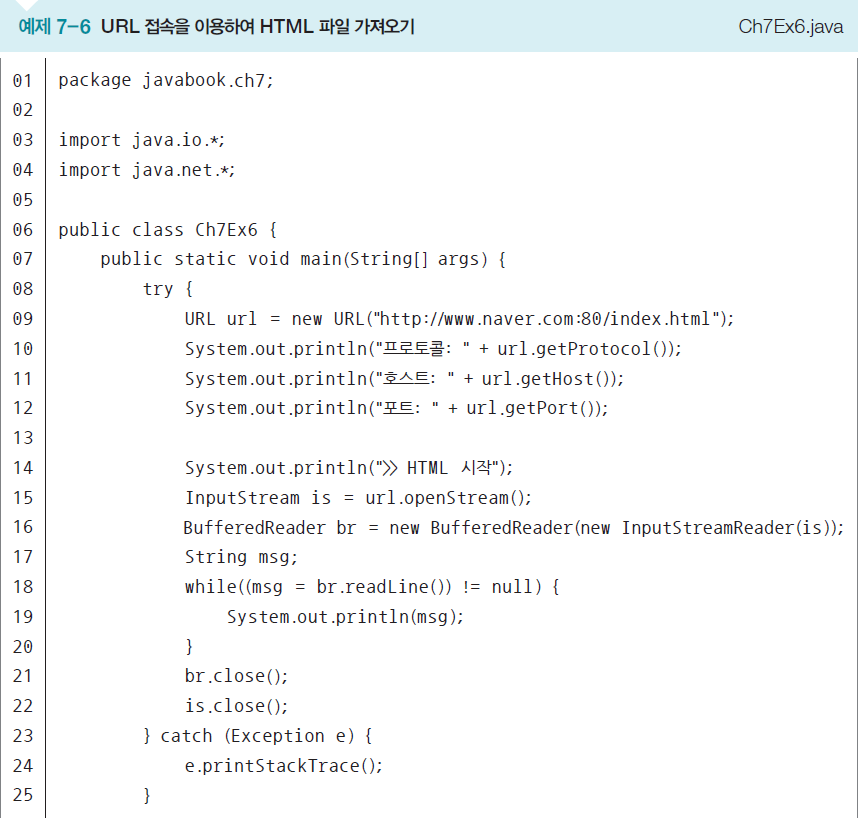 예제 7-6 URL 접속을 이용하여 HTML 파일 가져오기 Ch7Ex6.java
01 package javabook.ch7;
02
03 import java.io.*;
04 import java.net.*;
05
06 public class Ch7Ex6 {
07     public static void main(String[] args) {
08         try {
09             URL url = new URL("http://www.naver.com:80/index.html");
10             System.out.println("프로토콜: " + url.getProtocol());
11             System.out.println("호스트: " + url.getHost());
12             System.out.println("포트: " + url.getPort());
13
14             System.out.println(">> HTML 시작");
15             InputStream is = url.openStream();
16             BufferedReader br = new BufferedReader(new InputStreamReader(is));
17             String msg;
18             while((msg = br.readLine()) != null) {
19                 System.out.println(msg);
20             }
21             br.close();
22             is.close();
23         } catch (Exception e) {
24             e.printStackTrace();
25         }